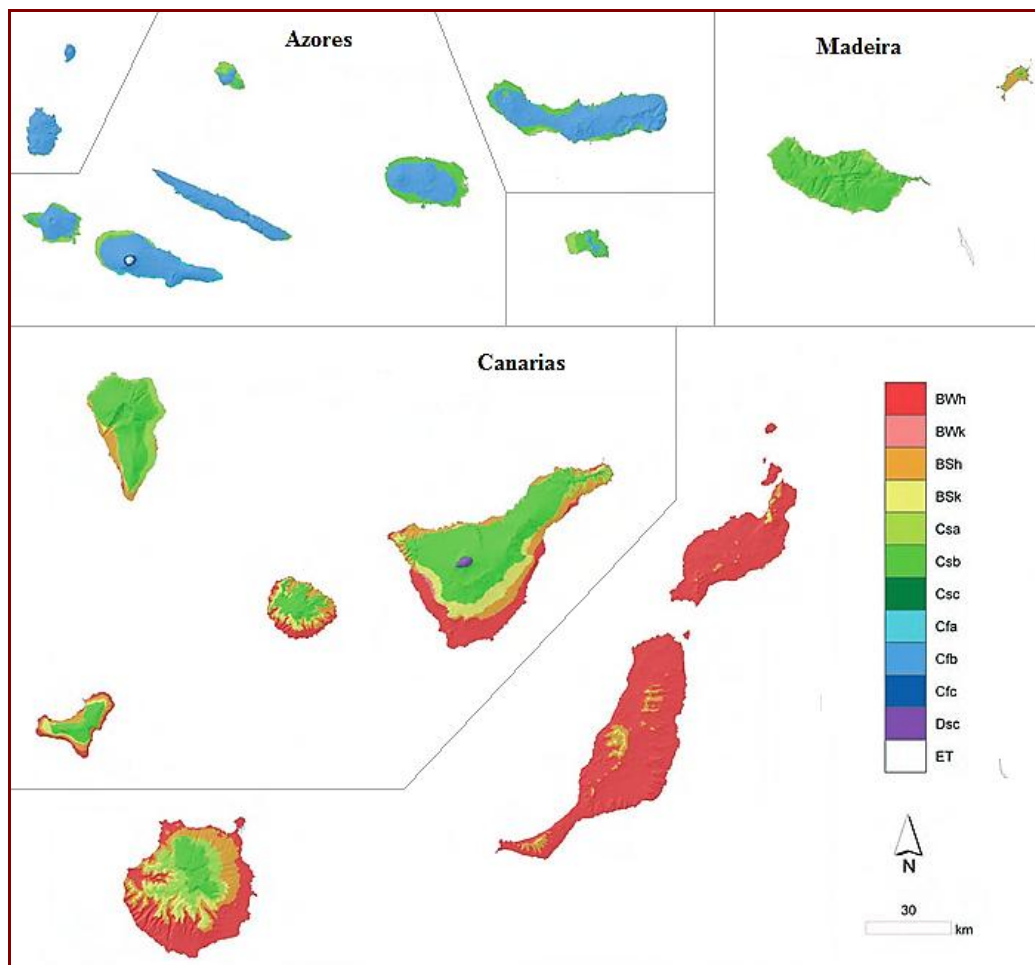 Azores
Madeira
Canarias
BWh
BWk
BSh
BSk
Csa
Csb
Csc
Cfa
Cfb
Cfc
Dsc
ET
N
30
km